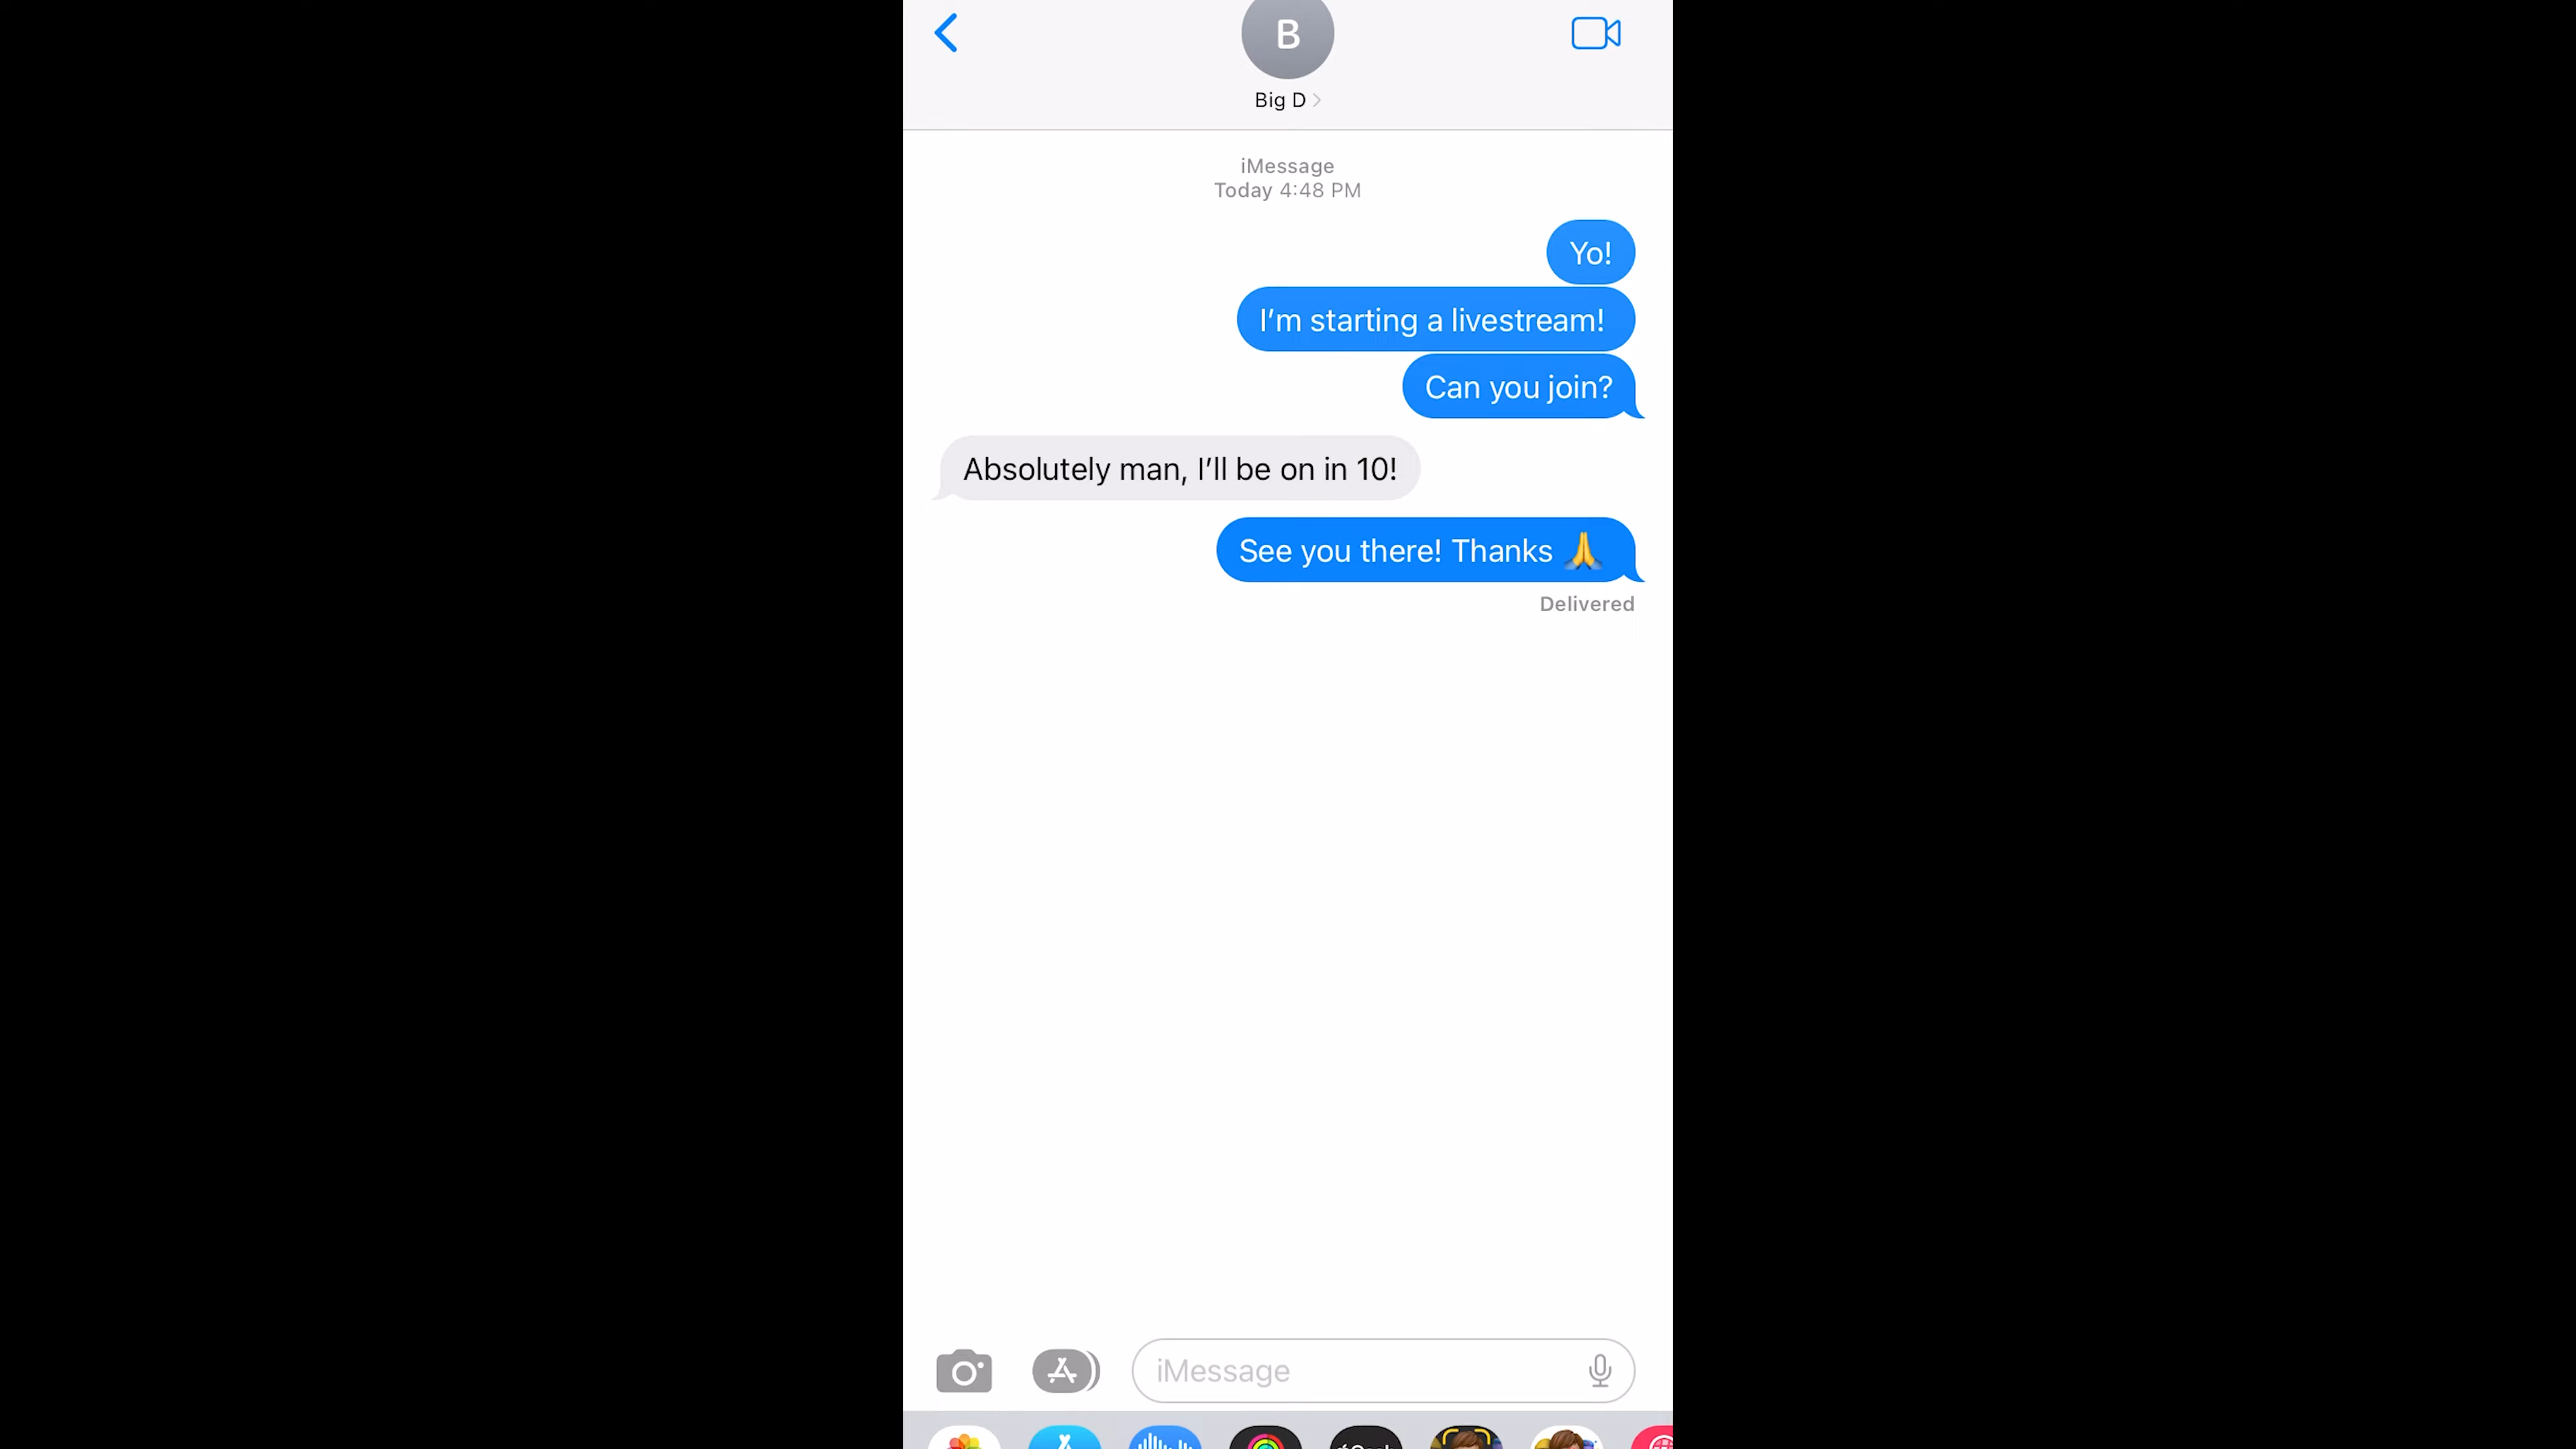 B
Big D
iMessage
Today 4:48 PM
Yo!
I’m starting a livestream!
Can you join?
Absolutely man, I’ll be on in 10!
See you there! Thanks 🙏
Delivered
iMessage